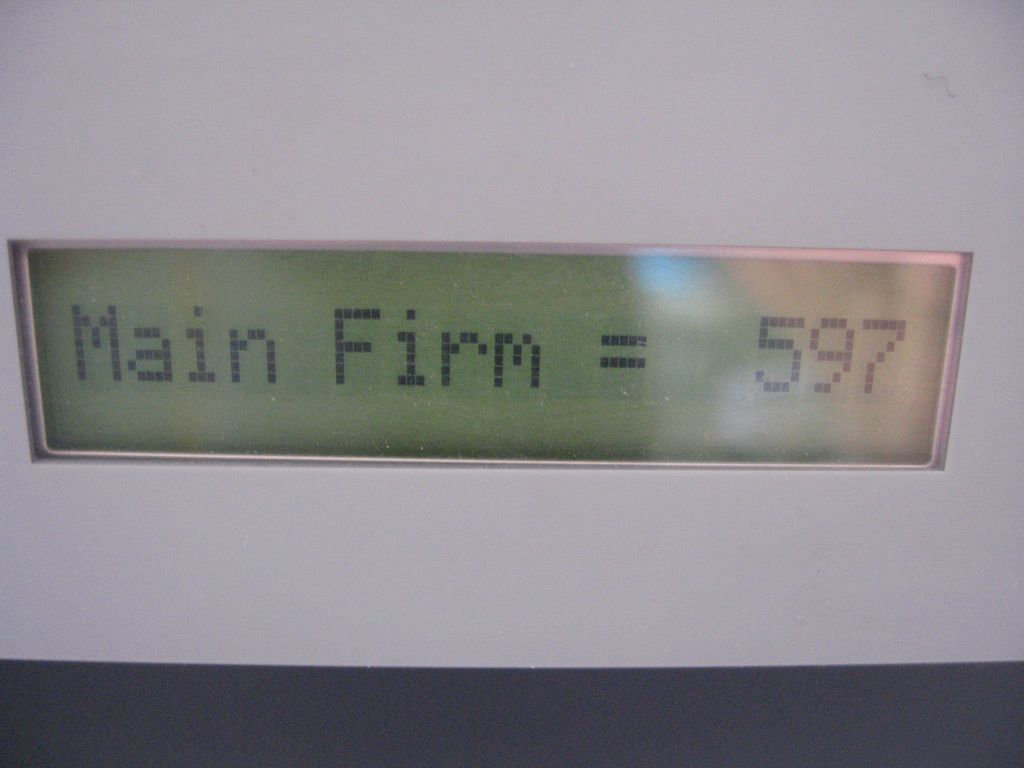 Main Firm = 597